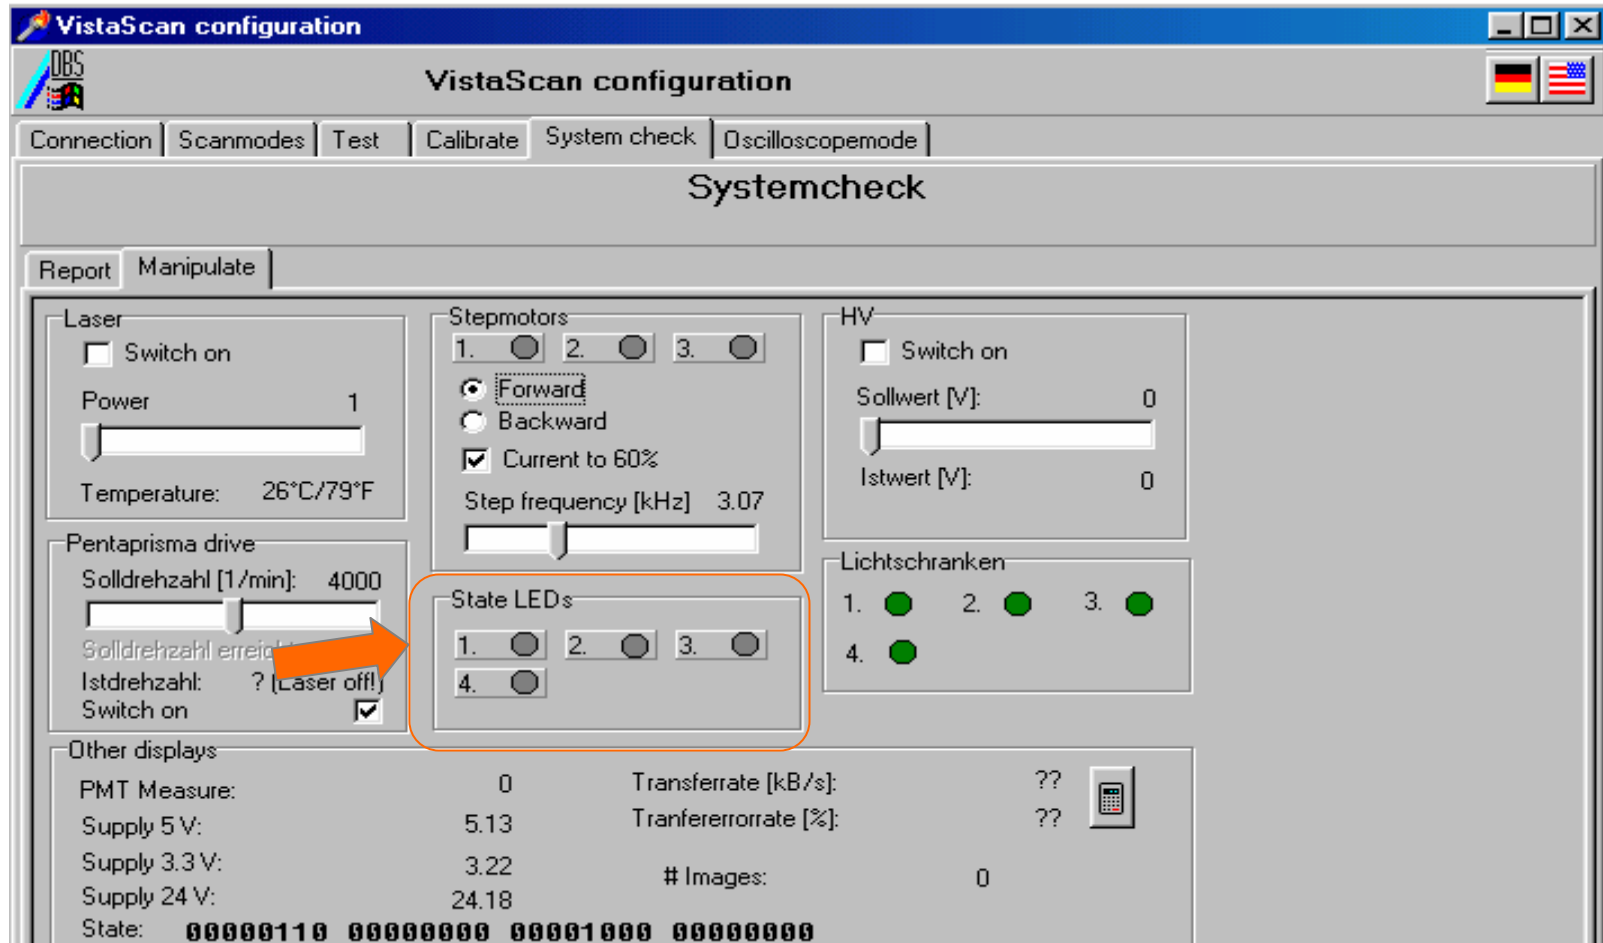 VistaScan configuration
DBS
VistaScan configuration
Connection Scanmodes Test Calibrate System check Oscilloscopemode
Systemcheck
Report Manipulate
Laser
Switch on
Power 1
Temperature: 26°C/79°F
Stepmotors
1. 2. 3.
Forward
Backward
Current to 60%
Step frequency [kHz] 3.07
HV
Switch on
Sollwert [V]: 0
Istwert [V]: 0
Pentaprisma drive
Solldrehzahl [1/min]: 4000
Solldrehzahl
Istdrehzahl: ? (Laser off!)
Switch on
State LEDs
1. 2. 3.
4.
Lichtschranken
1. 2. 3.
4.
Other displays
PMT Measure: 0
Supply 5 V: 5.13
Supply 3.3 V: 3.22
Supply 24 V: 24.18
Transferrate [kB/s]: ??
Tranfererrorrate [%]: ??
# Images: 0
State: 00000110 00000000 00001000 00000000